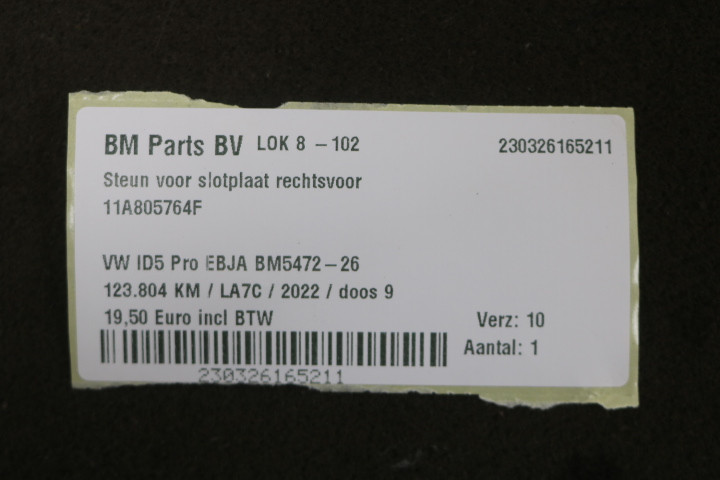 BM Parts BV LOK 8 - 102 230326165211
Steun voor slotplaat rechtsvoor
11A805764F
VW ID5 Pro EBJA BM5472-26
123.804 KM / LA7C / 2022 / doos 9
19,50 Euro incl BTW Verz: 10
Aantal: 1
230326165211